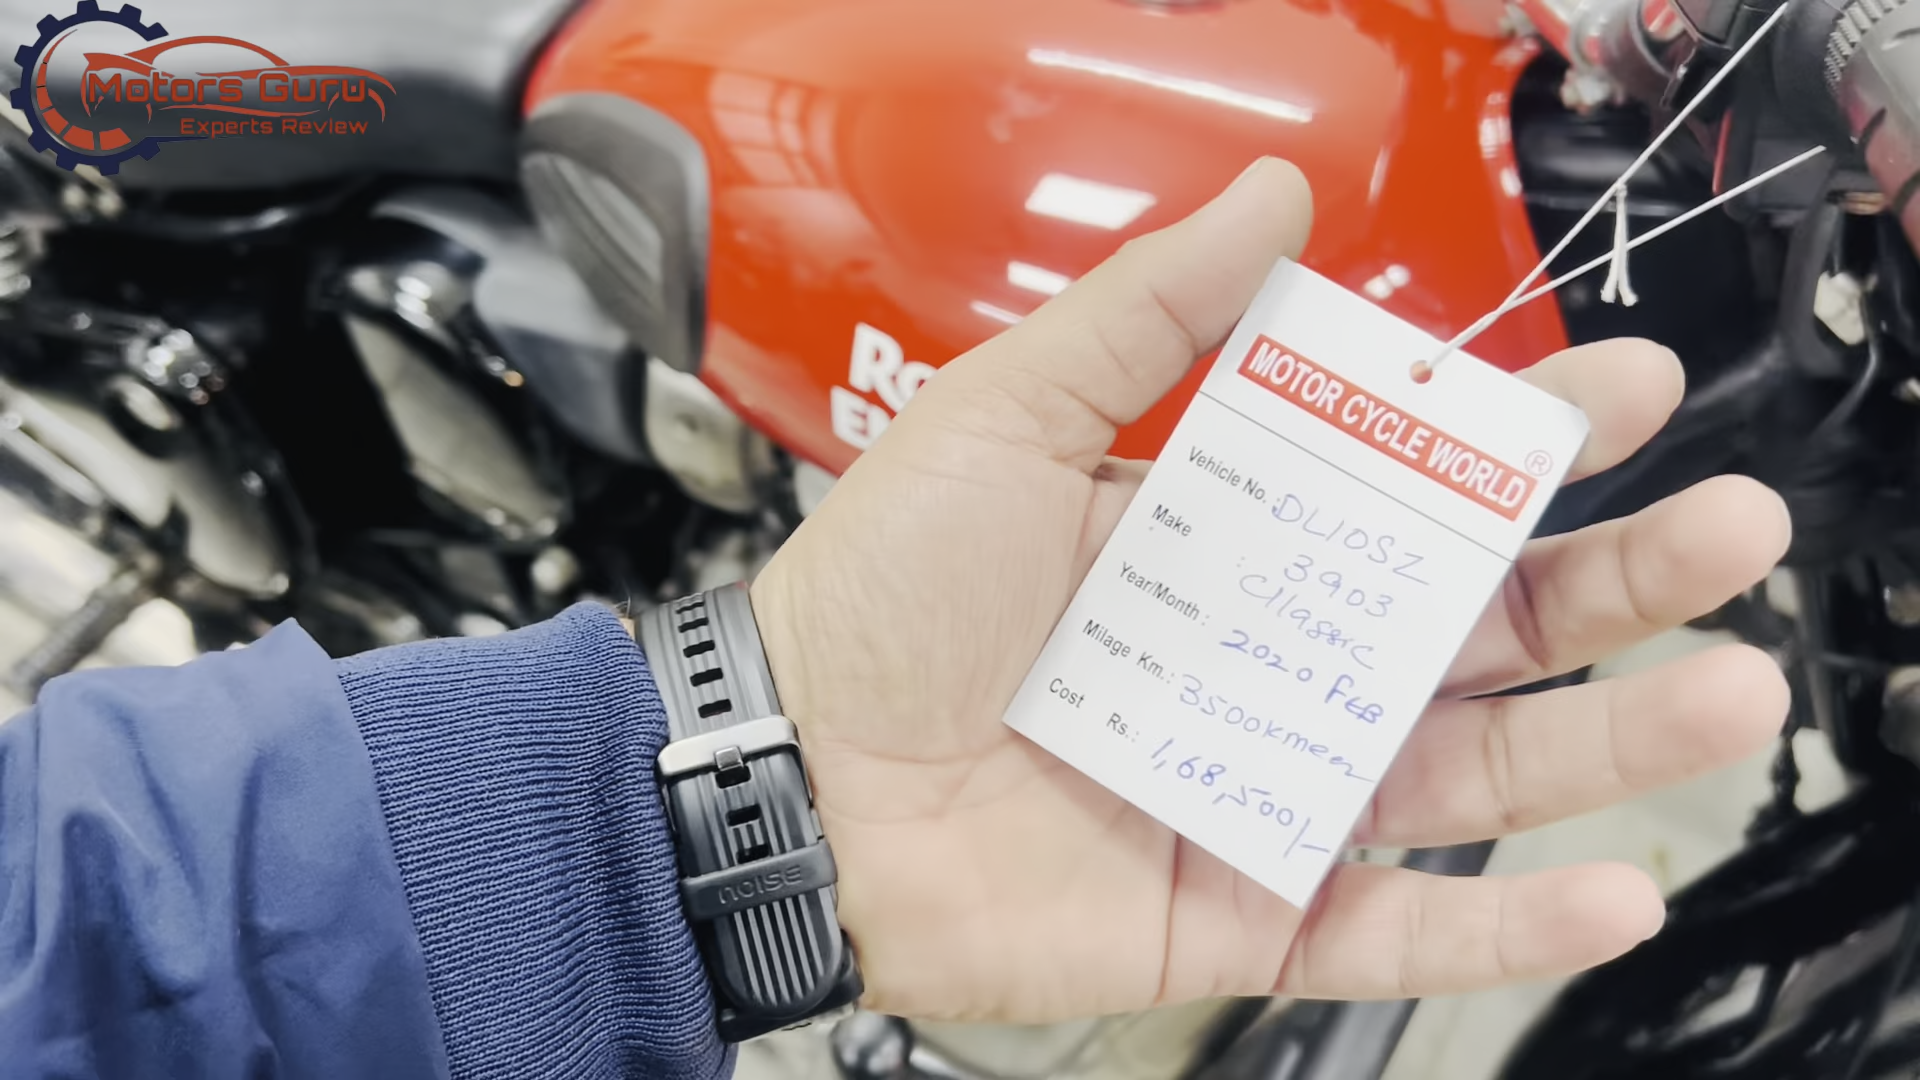 Motors Guru
Experts Review
MOTOR CYCLE WORLD ®
Vehicle No. : DL10SZ
3903
Make : Cllassic
Year/Month : 2020 FEB
Milage Km.: 3500kmeer
Cost Rs.: 1,68,500/-
noise